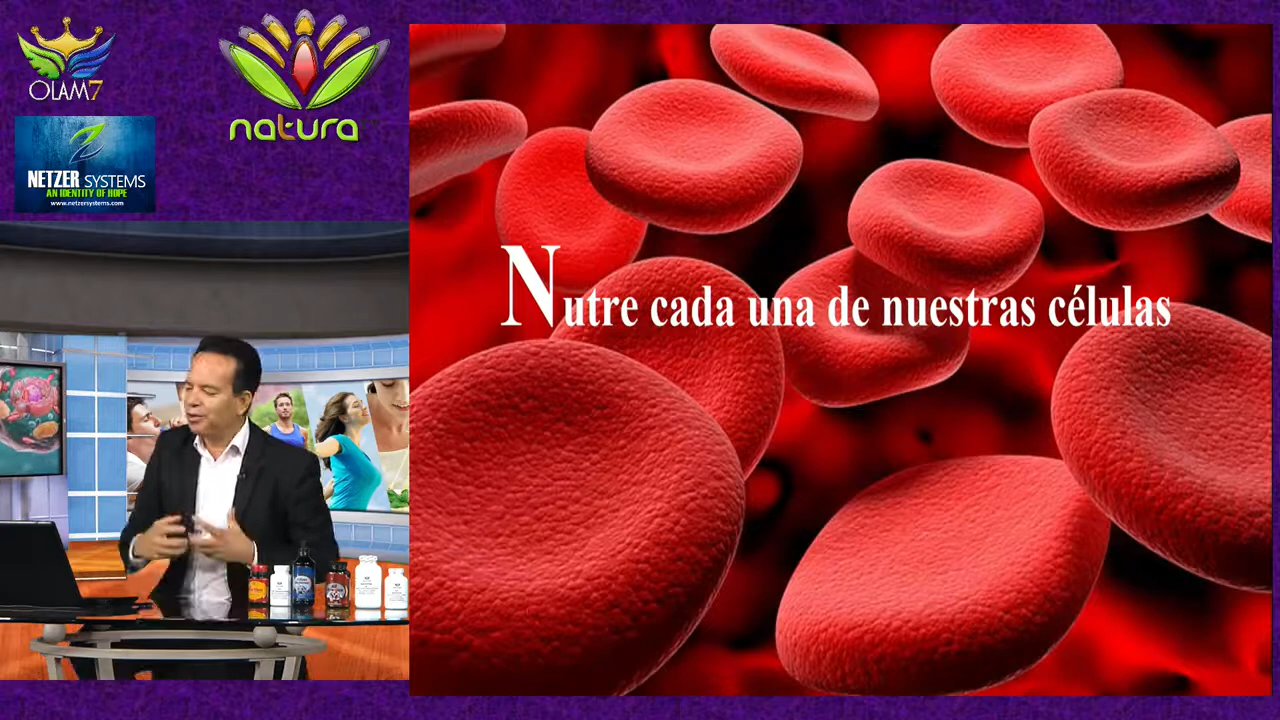 OLAM7
natura
NETZER SYSTEMS
AN IDENTITY OF HOPE
www.netzersystems.com
Nutre cada una de nuestras células